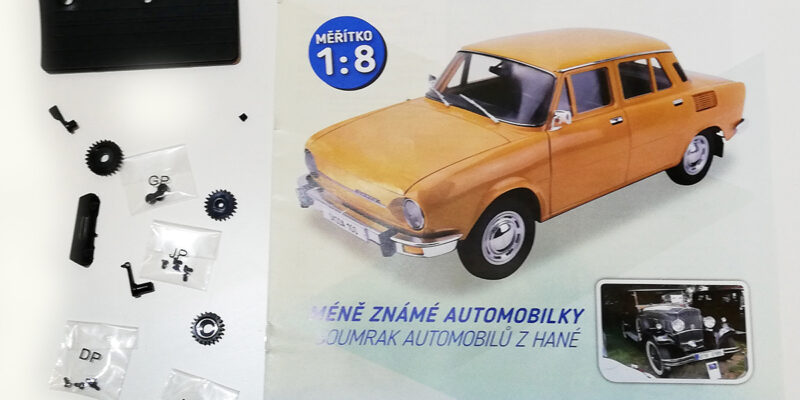 MĚŘÍTKO
1:8
GP
JP
DP
MÉNĚ ZNÁMÉ AUTOMOBILKY
SOUMRAK AUTOMOBILŮ Z HANÉ